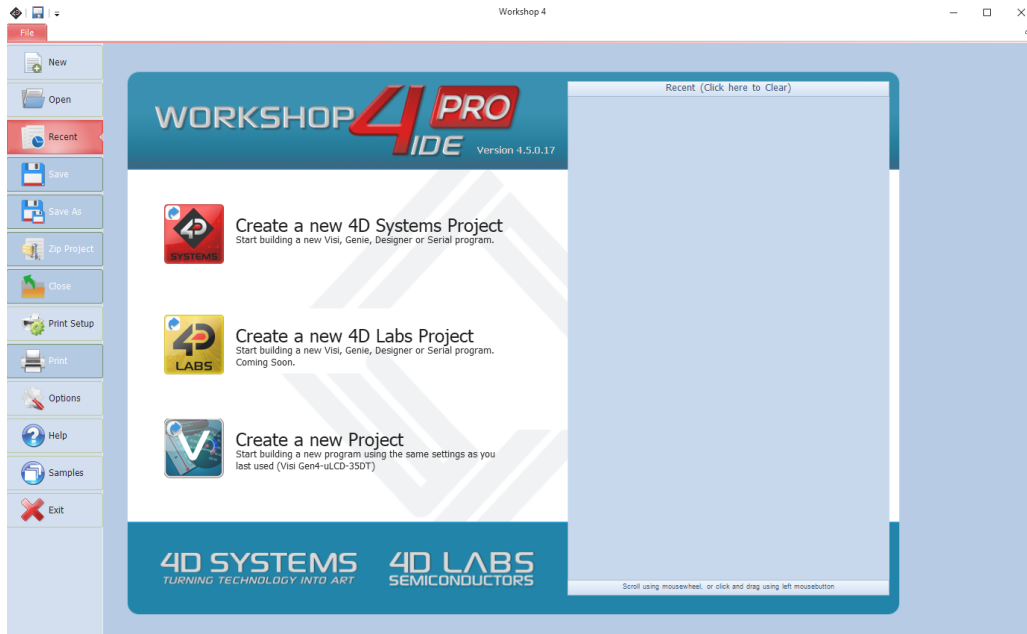 Workshop 4
File
New
Open
Recent
Save
Save As
Zip Project
Close
Print Setup
Print
Options
Help
Samples
Exit
WORKSHOP 4 PRO
IDE Version 4.5.0.17
4D SYSTEMS
Create a new 4D Systems Project
Start building a new Visi, Genie, Designer or Serial program.
4D LABS
Create a new 4D Labs Project
Start building a new Visi, Genie, Designer or Serial program.
Coming Soon.
V
Create a new Project
Start building a new program using the same settings as you
last used (Visi Gen4-uLCD-35DT)
4D SYSTEMS
TURNING TECHNOLOGY INTO ART
4D LABS
SEMICONDUCTORS
Recent (Click here to Clear)
Scroll using mousewheel, or click and drag using left mousebutton